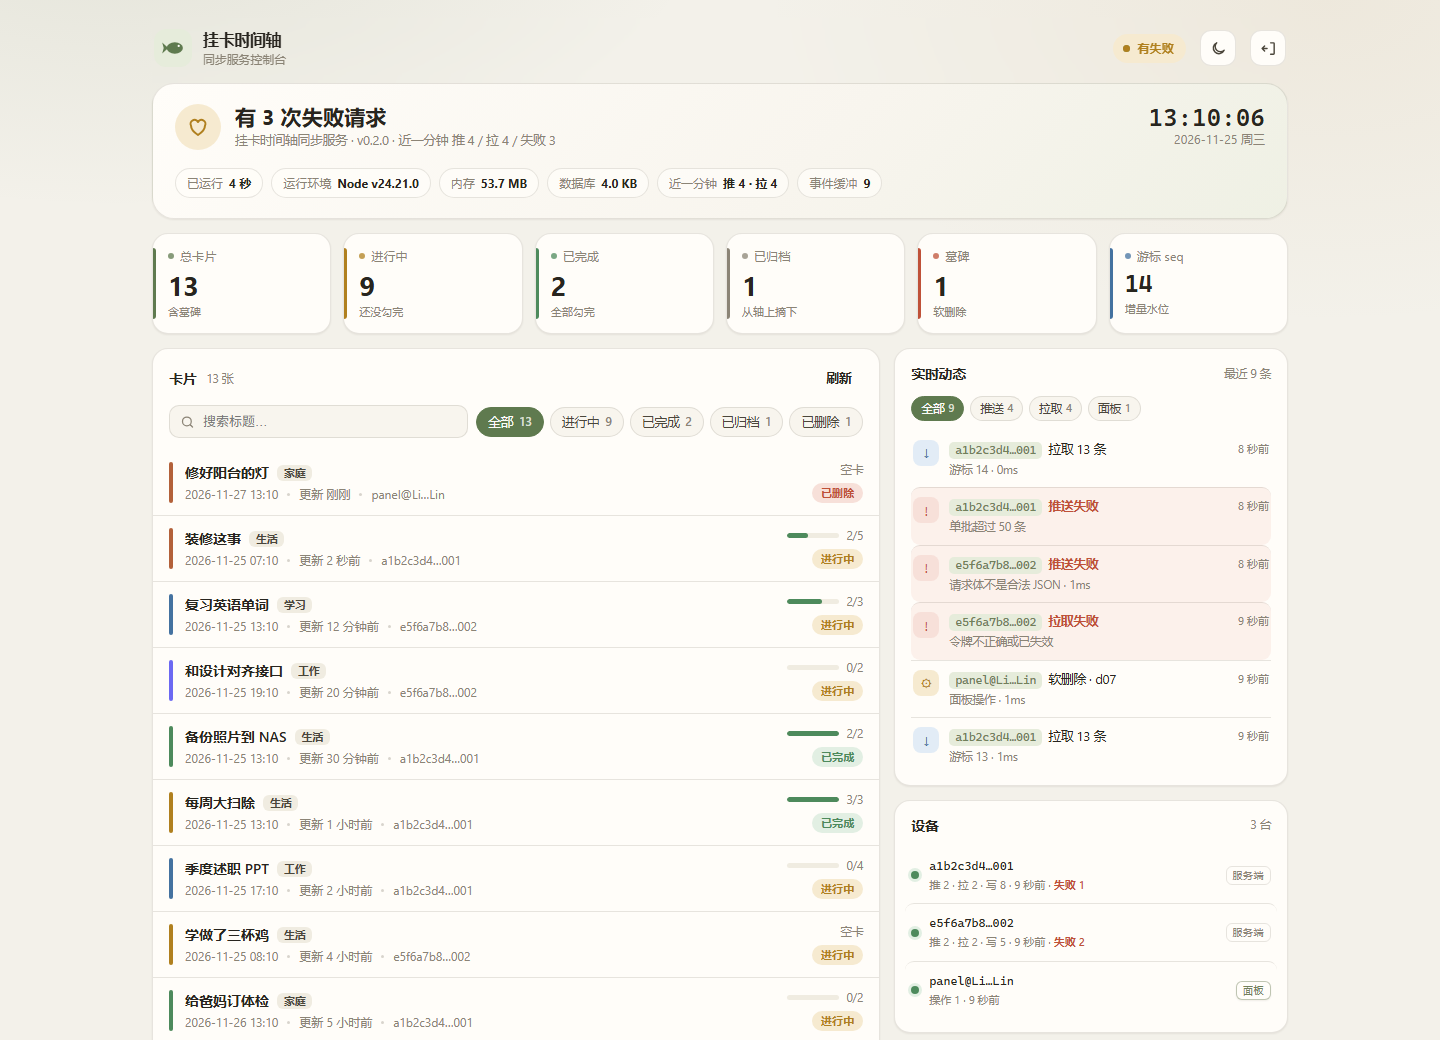 挂卡时间轴
同步服务控制台
有失败
有 3 次失败请求
挂卡时间轴同步服务 · v0.2.0 · 近一分钟 推 4 / 拉 4 / 失败 3
13:10:06
2026-11-25 周三
已运行 4 秒
运行环境 Node v24.21.0
内存 53.7 MB
数据库 4.0 KB
近一分钟 推 4 · 拉 4
事件缓冲 9
总卡片
13
含墓碑
进行中
9
还没勾完
已完成
2
全部勾完
已归档
1
从轴上摘下
墓碑
1
软删除
游标 seq
14
增量水位
卡片 13 张
刷新
搜索标题…
全部 13
进行中 9
已完成 2
已归档 1
已删除 1
修好阳台的灯 家庭
空卡
2026-11-27 13:10 • 更新 刚刚 • panel@Li…Lin
已删除
装修这事 生活
2/5
2026-11-25 07:10 • 更新 2 秒前 • a1b2c3d4…001
进行中
复习英语单词 学习
2/3
2026-11-25 13:10 • 更新 12 分钟前 • e5f6a7b8…002
进行中
和设计对齐接口 工作
0/2
2026-11-25 19:10 • 更新 20 分钟前 • e5f6a7b8…002
进行中
备份照片到 NAS 生活
2/2
2026-11-25 13:10 • 更新 30 分钟前 • a1b2c3d4…001
已完成
每周大扫除 生活
3/3
2026-11-25 13:10 • 更新 1 小时前 • a1b2c3d4…001
已完成
季度述职 PPT 工作
0/4
2026-11-25 17:10 • 更新 2 小时前 • a1b2c3d4…001
进行中
学做了三杯鸡 生活
空卡
2026-11-25 08:10 • 更新 4 小时前 • e5f6a7b8…002
进行中
给爸妈订体检 家庭
0/2
2026-11-26 13:10 • 更新 5 小时前 • a1b2c3d4…001
进行中
实时动态
最近 9 条
全部 9
推送 4
拉取 4
面板 1
↓ a1b2c3d4…001 拉取 13 条 8 秒前
游标 14 · 0ms
! a1b2c3d4…001 推送失败 8 秒前
单批超过 50 条
! e5f6a7b8…002 推送失败 8 秒前
请求体不是合法 JSON · 1ms
! e5f6a7b8…002 拉取失败 9 秒前
令牌不正确或已失效
⚙ panel@Li…Lin 软删除 · d07 9 秒前
面板操作 · 1ms
↓ a1b2c3d4…001 拉取 13 条 9 秒前
游标 13 · 1ms
设备
3 台
a1b2c3d4…001
推 2 · 拉 2 · 写 8 · 9 秒前 · 失败 1
服务端
e5f6a7b8…002
推 2 · 拉 2 · 写 5 · 9 秒前 · 失败 2
服务端
panel@Li…Lin
操作 1 · 9 秒前
面板